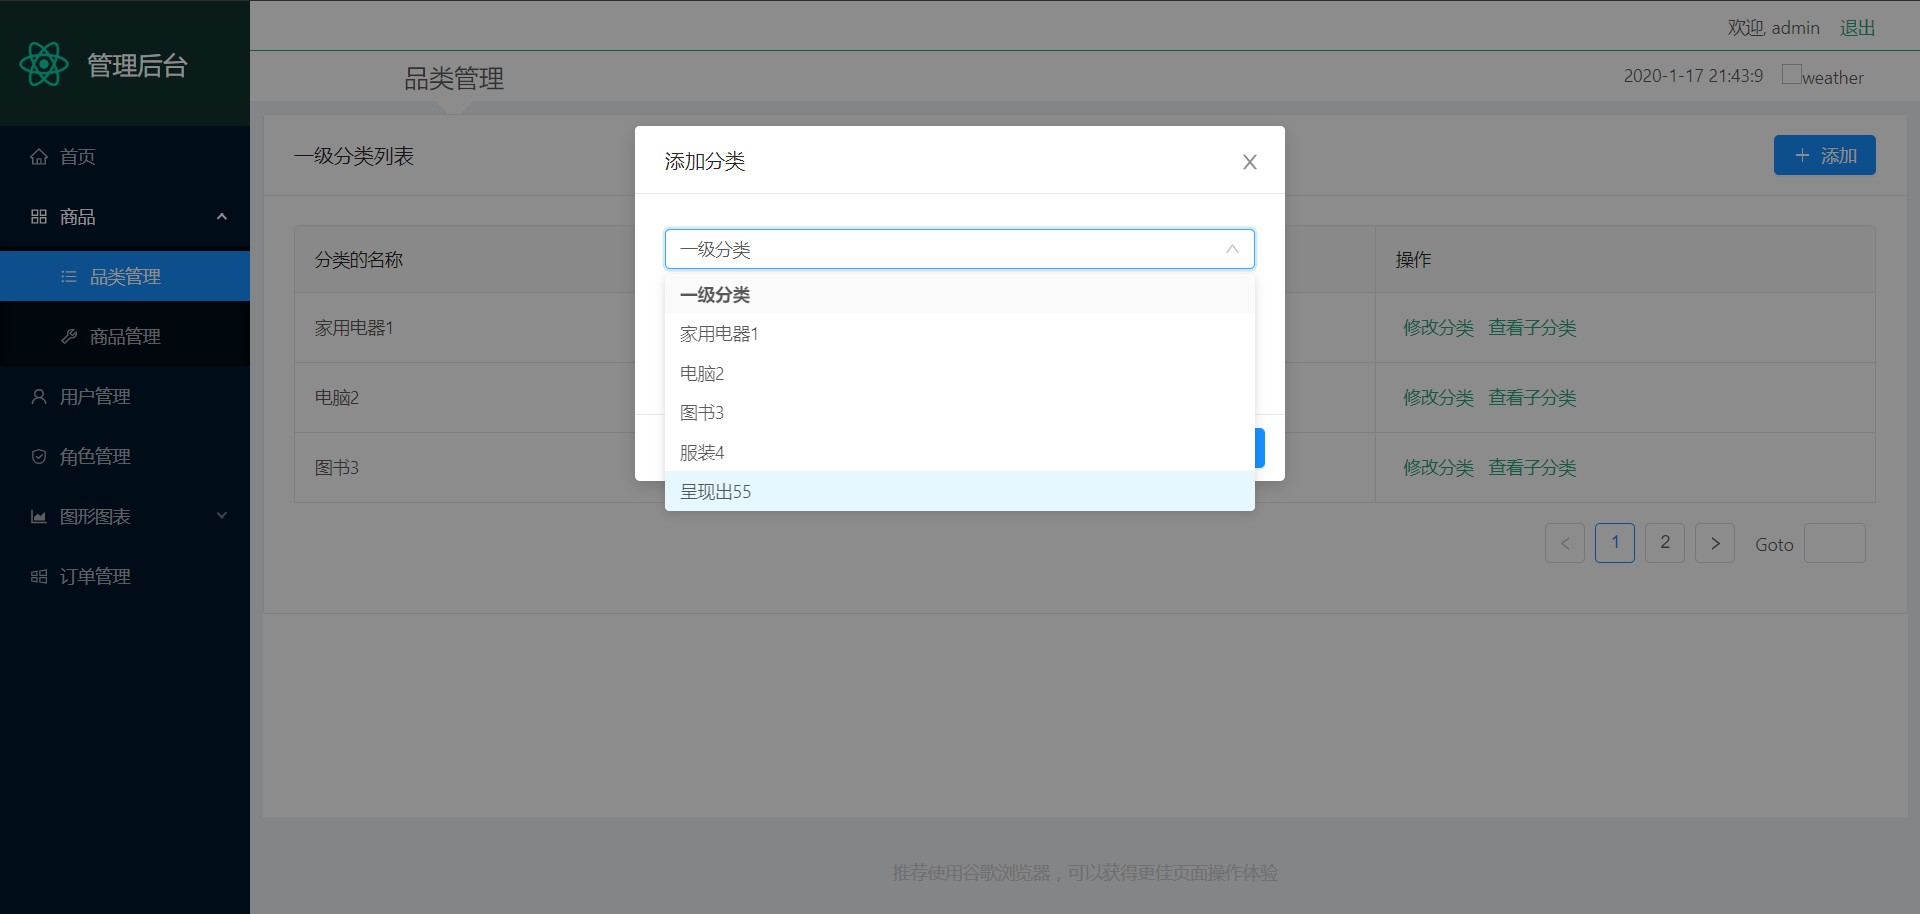 管理后台
首页
商品
品类管理
商品管理
用户管理
角色管理
图形图表
订单管理
欢迎, admin 退出
品类管理
2020-1-17 21:43:9 weather
一级分类列表
添加
分类的名称 操作
家用电器1 修改分类 查看子分类
电脑2 修改分类 查看子分类
图书3 修改分类 查看子分类
添加分类
一级分类
一级分类
家用电器1
电脑2
图书3
服装4
呈现出55
1 2 Goto
推荐使用谷歌浏览器，可以获得更佳页面操作体验